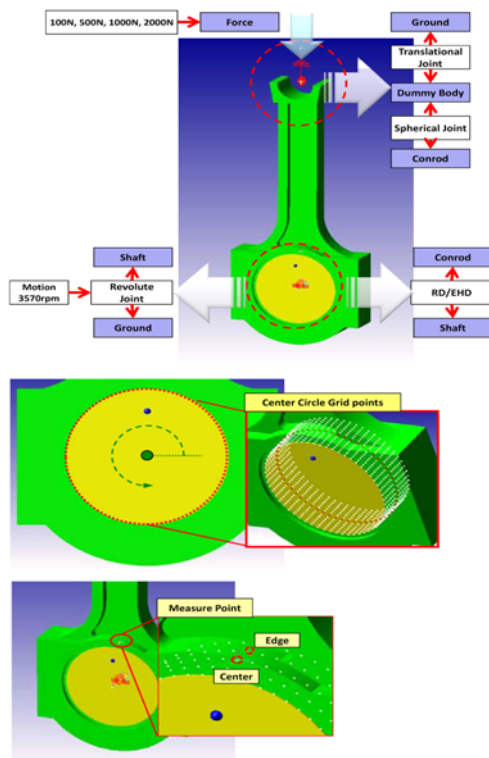 100N, 500N, 1000N, 2000N
Force
Ground
Translational
Joint
Dummy Body
Spherical Joint
Conrod
Shaft
Motion
3570rpm
Revolute
Joint
Ground
Conrod
RD/EHD
Shaft
Center Circle Grid points
Measure Point
Edge
Center